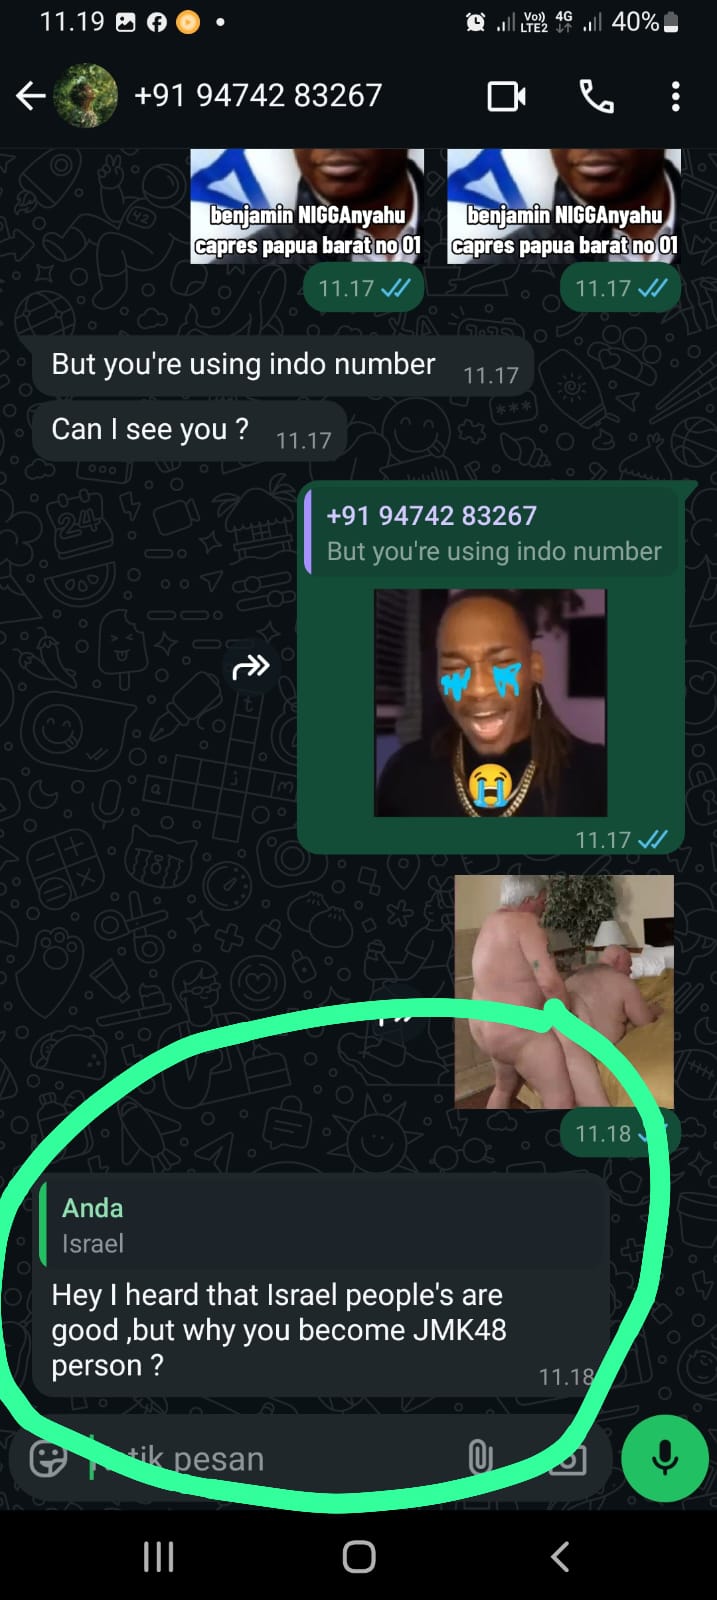 11.19
Vo)) 4G
LTE2
40%
+91 94742 83267
benjamin NIGGAnyahu
capres papua barat no 01
benjamin NIGGAnyahu
capres papua barat no 01
11.17
11.17
But you're using indo number
11.17
Can I see you ?
11.17
+91 94742 83267
But you're using indo number
11.17
11.18
Anda
Israel
Hey I heard that Israel people's are
good ,but why you become JMK48
person ?
11.18
pesan